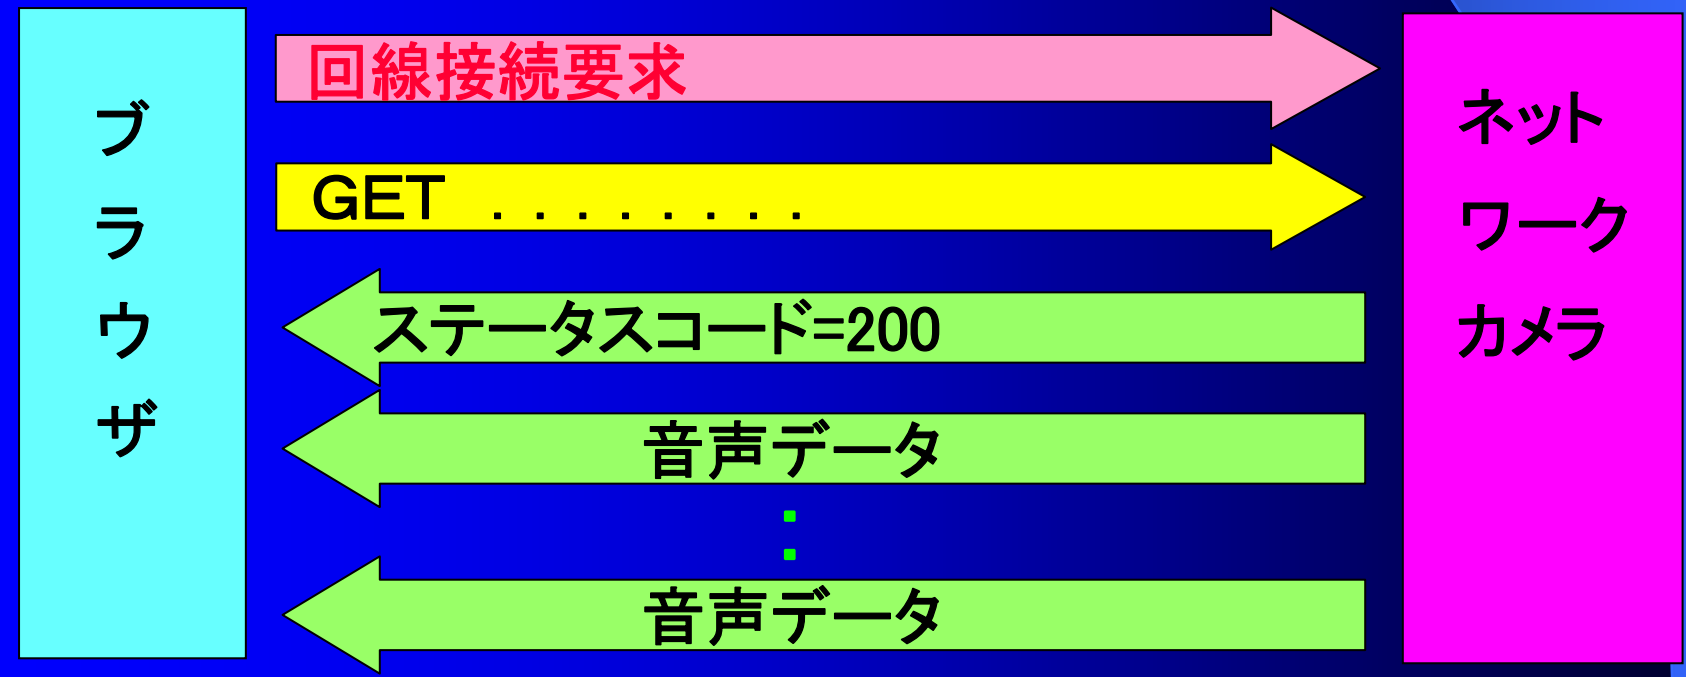 ブラウザ
回線接続要求
GET ........
ステータスコード=200
音声データ
:
音声データ
ネット
ワーク
カメラ